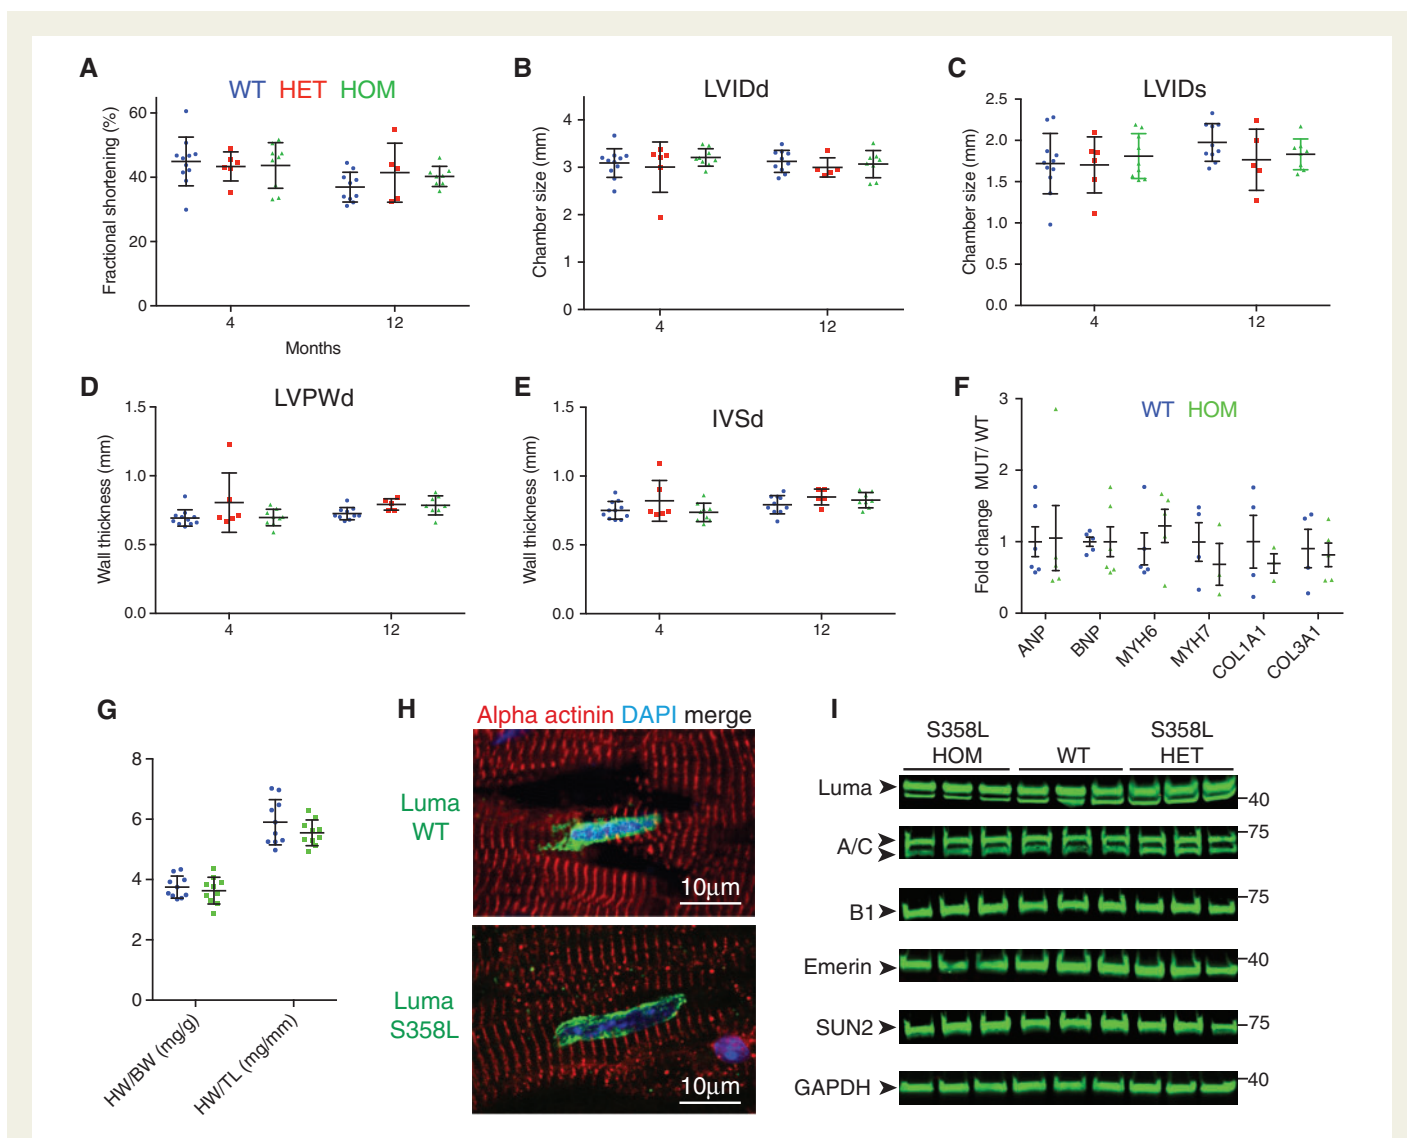 A
WT HET HOM
Fractional shortening (%)
60
40
20
0
4
12
Months
B
LVIDd
Chamber size (mm)
4
3
2
1
0
4
12
C
LVIDs
Chamber size (mm)
2.5
2.0
1.5
1.0
0.5
0.0
4
12
D
LVPWd
Wall thickness (mm)
1.5
1.0
0.5
0.0
4
12
E
IVSd
Wall thickness (mm)
1.5
1.0
0.5
0.0
4
12
F
WT HOM
Fold change MUT/ WT
3
2
1
0
ANP
BNP
MYH6
MYH7
COL1A1
COL3A1
G
8
6
4
2
0
HW/BW (mg/g)
HW/TL (mg/mm)
H
Alpha actinin DAPI merge
Luma
WT
10µm
Luma
S358L
10µm
I
S358L
HOM
WT
S358L
HET
Luma
40
A/C
75
B1
75
Emerin
40
SUN2
75
GAPDH
40